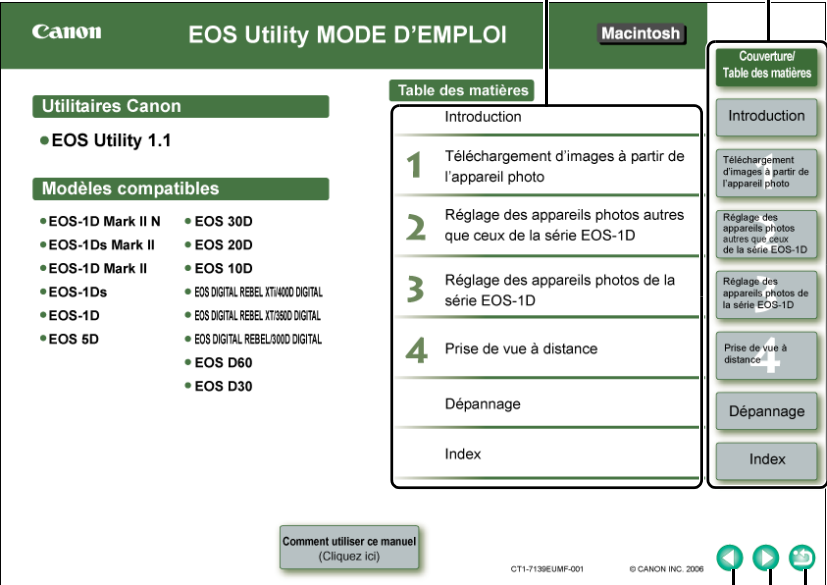 Canon
EOS Utility MODE D'EMPLOI
Macintosh
Utilitaires Canon
•EOS Utility 1.1
Modèles compatibles
•EOS-1D Mark II N
•EOS-1Ds Mark II
•EOS-1D Mark II
•EOS-1Ds
•EOS-1D
•EOS 5D
•EOS 30D
•EOS 20D
•EOS 10D
•EOS DIGITAL REBEL XTi/400D DIGITAL
•EOS DIGITAL REBEL XT/350D DIGITAL
•EOS DIGITAL REBEL/300D DIGITAL
•EOS D60
•EOS D30
Table des matières
Introduction
1 Téléchargement d'images à partir de
l'appareil photo
2 Réglage des appareils photos autres
que ceux de la série EOS-1D
3 Réglage des appareils photos de la
série EOS-1D
4 Prise de vue à distance
Dépannage
Index
Couverture/
Table des matières
Introduction
1
Téléchargement
d'images à partir de
l'appareil photo
2
Réglage des
appareils photos
autres que ceux
de la série EOS-1D
3
Réglage des
appareils photos de
la série EOS-1D
4
Prise de vue à
distance
Dépannage
Index
Comment utiliser ce manuel
(Cliquez ici)
CT1-7139EUMF-001
© CANON INC. 2006